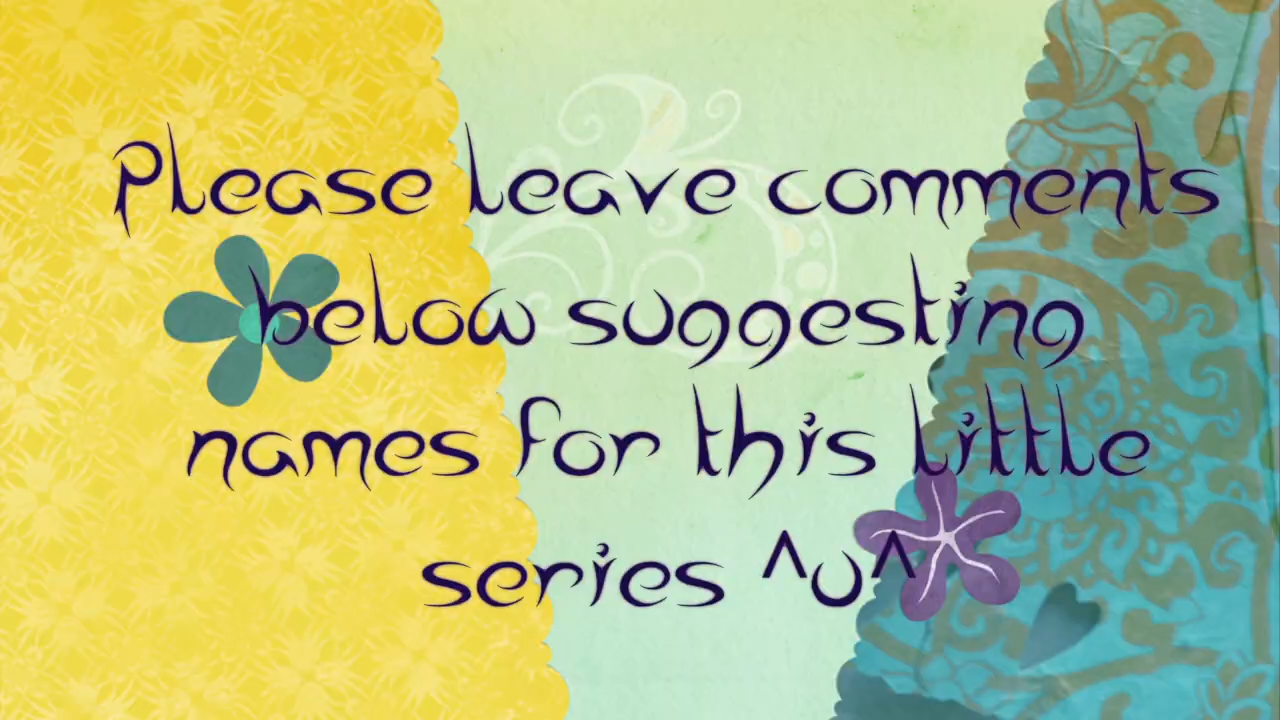 Please leave comments
below suggesting
names for this little
series ^u^